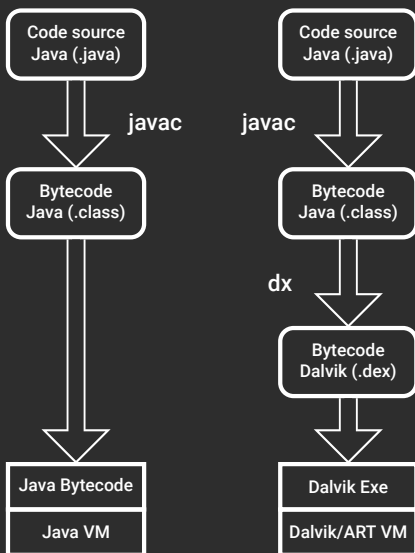 Code source
Java (.java)
Code source
Java (.java)
javac
javac
Bytecode
Java (.class)
Bytecode
Java (.class)
dx
Bytecode
Dalvik (.dex)
Java Bytecode
Dalvik Exe
Java VM
Dalvik/ART VM